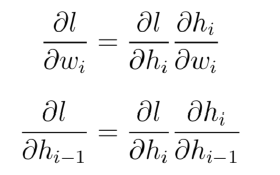 ∂l/∂w_i = ∂l/∂h_i ∂h_i/∂w_i
∂l/∂h_{i−1} = ∂l/∂h_i ∂h_i/∂h_{i−1}